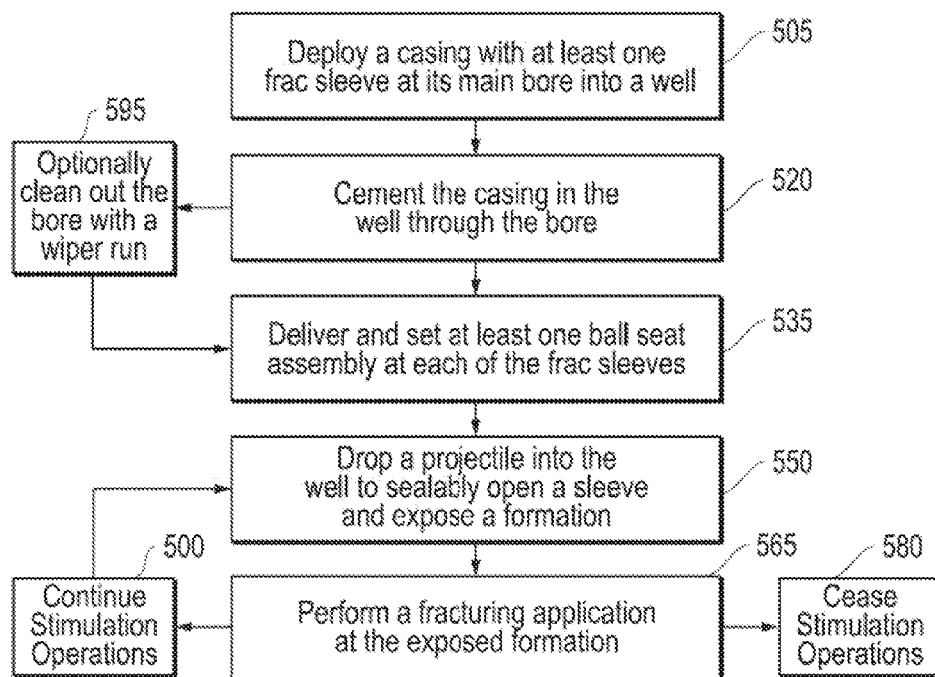 505
Deploy a casing with at least one
frac sleeve at its main bore into a well
595
Optionally
clean out the
bore with a
wiper run
520
Cement the casing in the
well through the bore
535
Deliver and set at least one ball seat
assembly at each of the frac sleeves
550
Drop a projectile into the
well to sealably open a sleeve
and expose a formation
500
Continue
Stimulation
Operations
565
Perform a fracturing application
at the exposed formation
580
Cease
Stimulation
Operations